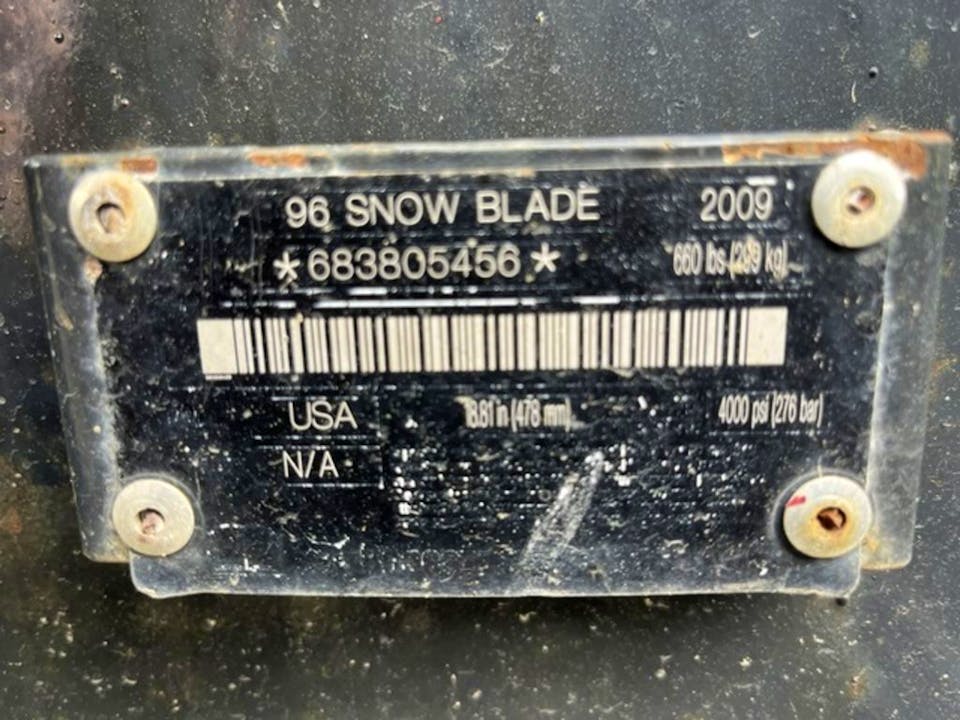 96 SNOW BLADE 2009
*683805456* 660 lbs (299 kg)
USA 18.81 in (478 mm) 4000 psi (276 bar)
N/A